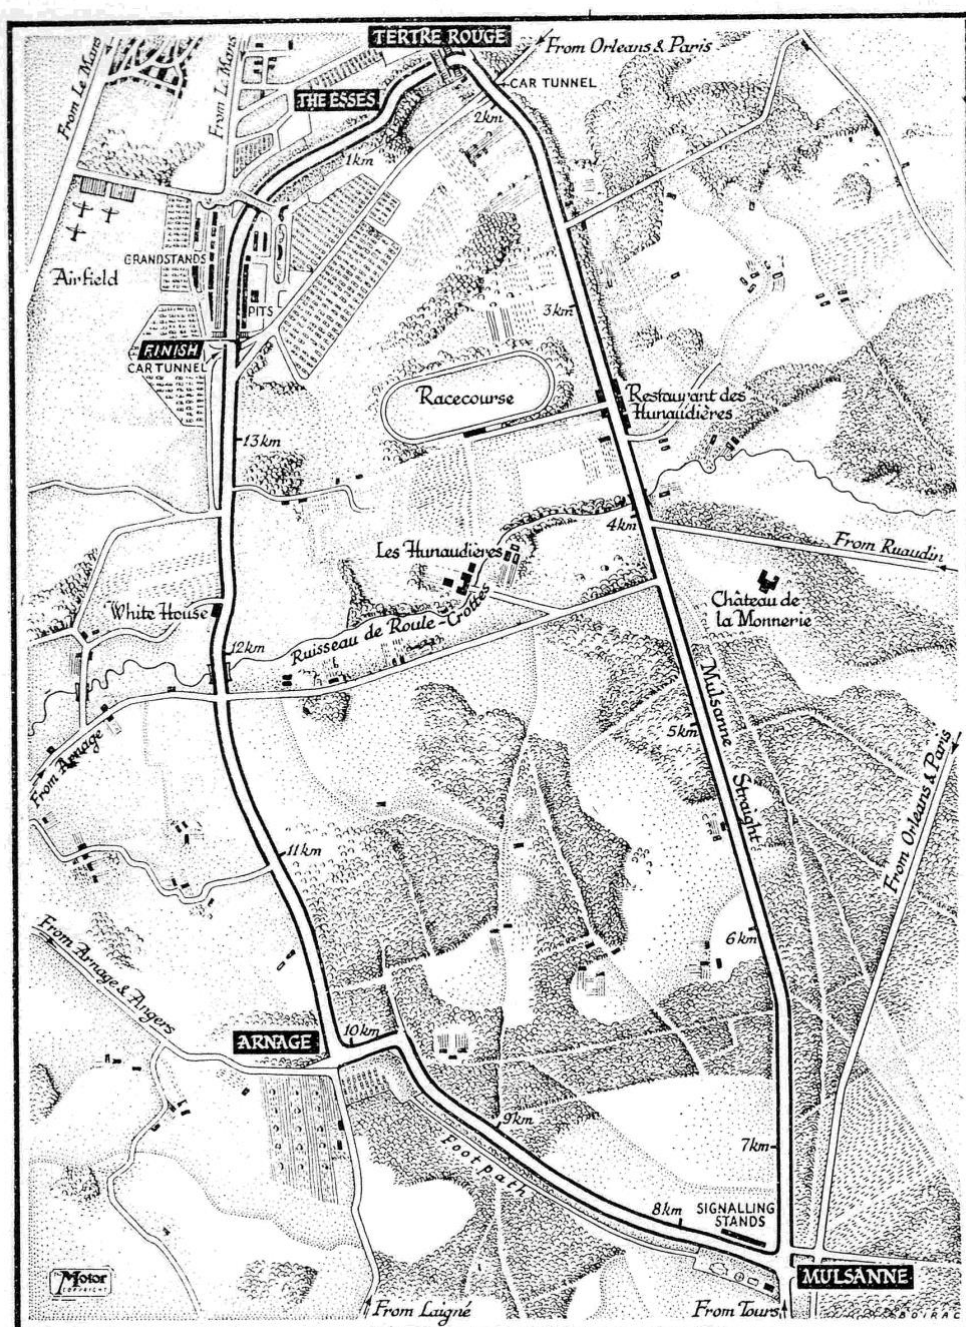 TERTRE ROUGE
From Orleans & Paris
From Le Mans
From Le Mans
THE ESSES
CAR TUNNEL
2km
1km
GRANDSTANDS
Airfield
PITS
3km
FINISH
CAR TUNNEL
Racecourse
Restaurant des
Hunaudières
13km
4km
From Ruaudin
Les Hunaudières
Château de
la Monnerie
White House
Ruisseau de Roule-Crottes
12km
Mulsanne Straight
5km
From Arnage
From Orleans & Paris
11km
6km
From Arnage & Angers
10km
ARNAGE
9km
7km
Footpath
8km
SIGNALLING
STANDS
The Motor
COPYRIGHT
MULSANNE
From Laigné
From Tours